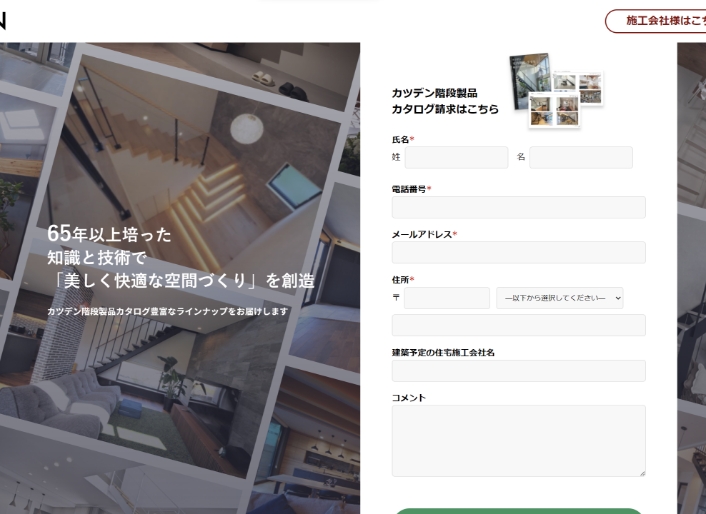 N
施工会社様はこち
カツデン階段製品
カタログ請求はこちら
氏名*
姓 名
電話番号*
メールアドレス*
住所*
〒 ―以下から選択してください―
建築予定の住宅施工会社名
コメント
65年以上培った
知識と技術で
「美しく快適な空間づくり」を創造
カツデン階段製品カタログ豊富なラインナップをお届けします